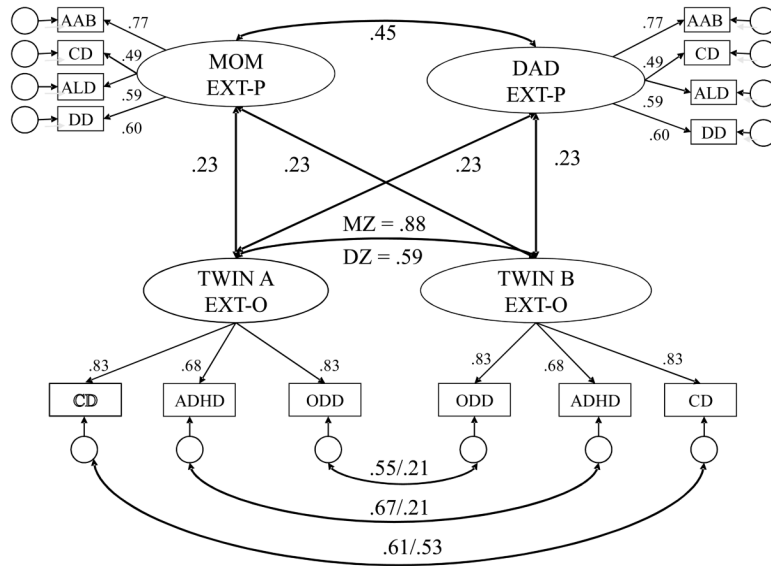 AAB
.77
.45
.77
AAB
CD
.49
MOM
EXT-P
DAD
EXT-P
.49
CD
ALD
.59
.59
ALD
DD
.60
.60
DD
.23
.23
.23
.23
MZ = .88
DZ = .59
TWIN A
EXT-O
TWIN B
EXT-O
.83
.68
.83
.83
.68
.83
CD
ADHD
ODD
ODD
ADHD
CD
.55/.21
.67/.21
.61/.53